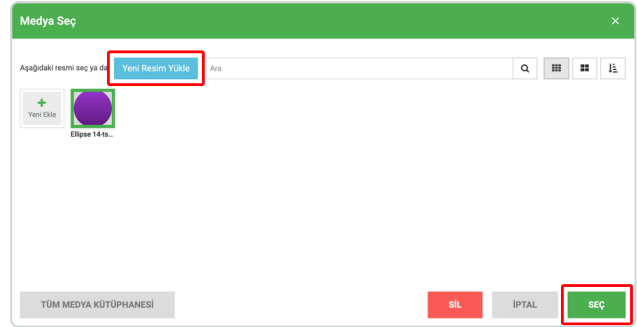 Medya Seç
Aşağıdaki resmi seç ya da Yeni Resim Yükle Ara
Yeni Ekle
Ellipse 14-ts...
TÜM MEDYA KÜTÜPHANESİ SİL İPTAL SEÇ